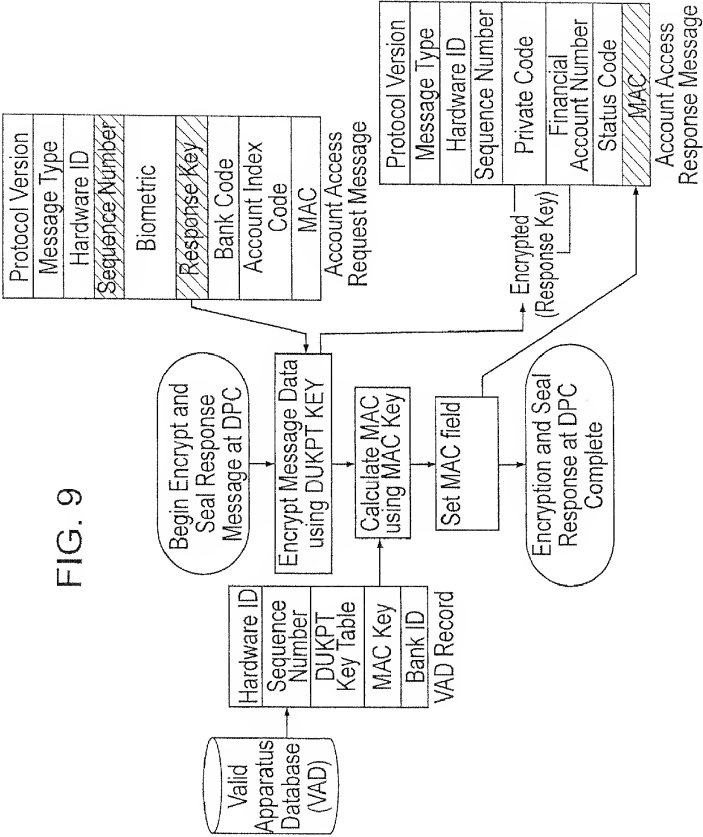 FIG. 9
Valid
Apparatus
Database
(VAD)
Hardware ID
Sequence
Number
DUKPT
Key Table
MAC Key
Bank ID
VAD Record
Begin Encrypt and
Seal Response
Message at DPC
Encrypt Message Data
using DUKPT KEY
Calculate MAC
using MAC Key
Set MAC field
Encryption and Seal
Response at DPC
Complete
Protocol Version
Message Type
Hardware ID
Sequence Number
Biometric
Response Key
Bank Code
Account Index
Code
MAC
Account Access
Request Message
Encrypted
(Response Key)
Protocol Version
Message Type
Hardware ID
Sequence Number
Private Code
Financial
Account Number
Status Code
MAC
Account Access
Response Message